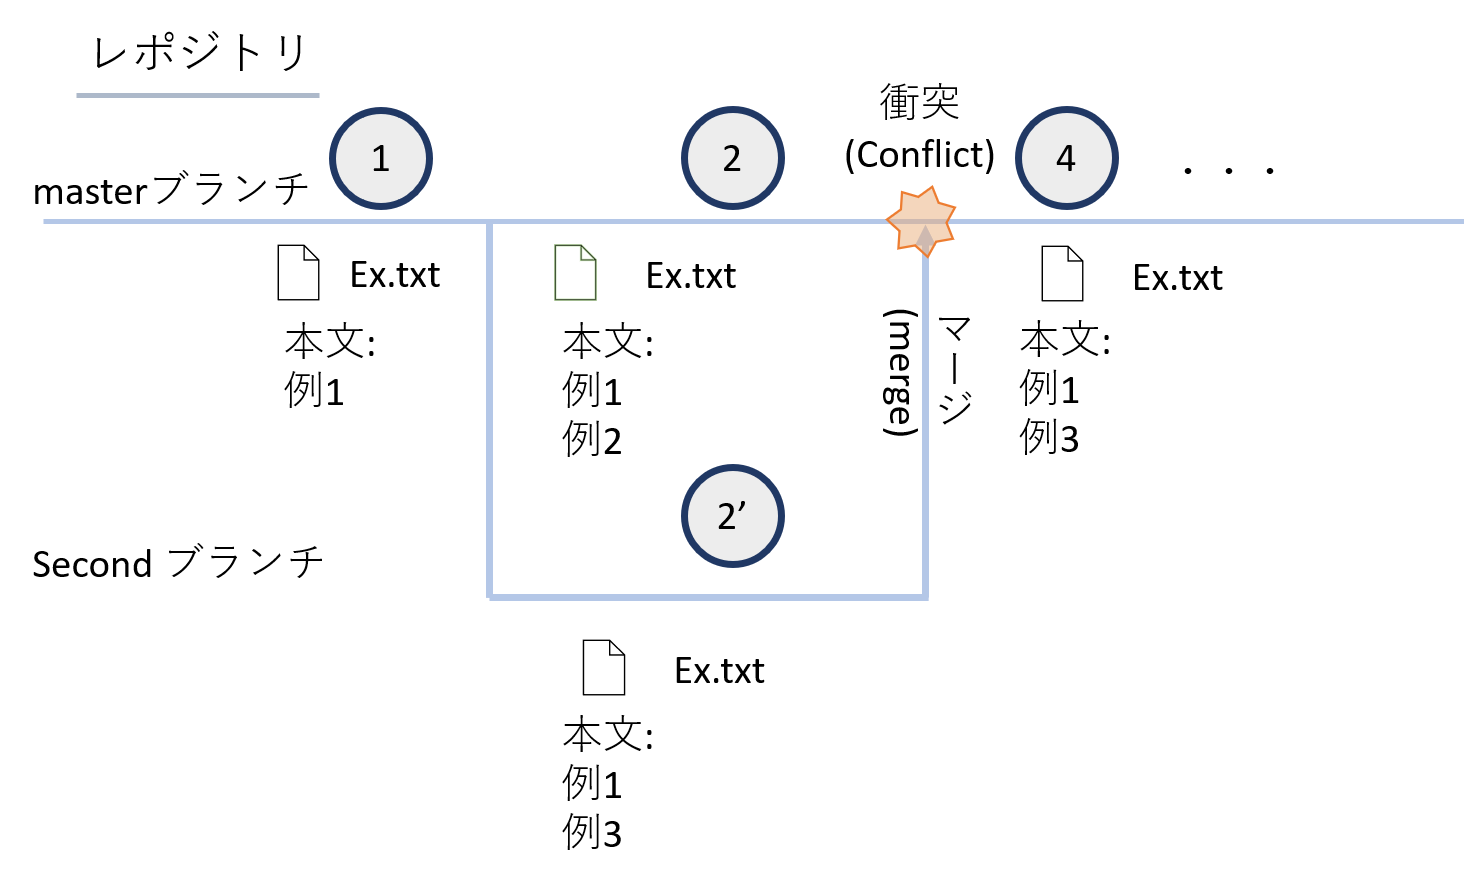 レポジトリ
masterブランチ
1
2
衝突
(Conflict)
4
・・・
Ex.txt
本文:
例1
Ex.txt
本文:
例1
例2
マージ
(merge)
Ex.txt
本文:
例1
例3
Second ブランチ
2’
Ex.txt
本文:
例1
例3